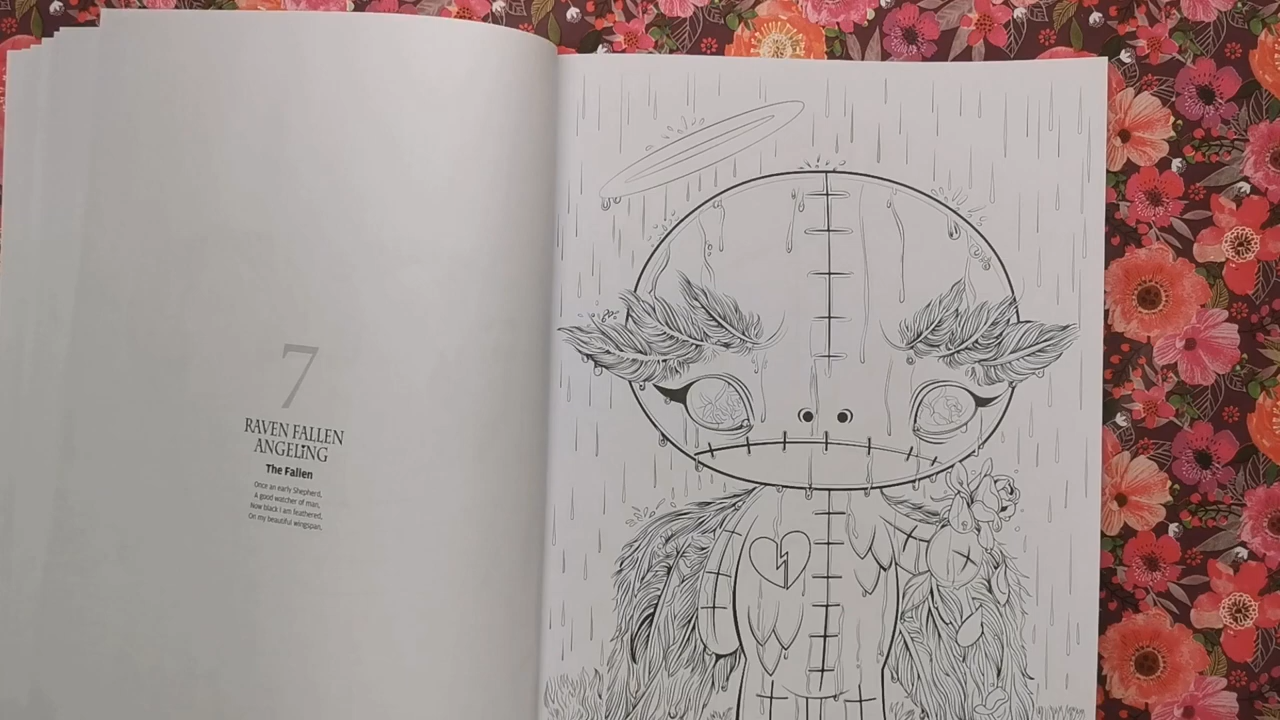 7
RAVEN FALLEN
ANGELING
The Fallen
Once an early Shepherd,
A good watcher of man,
Now black I am feathered,
On my beautiful wingspan.